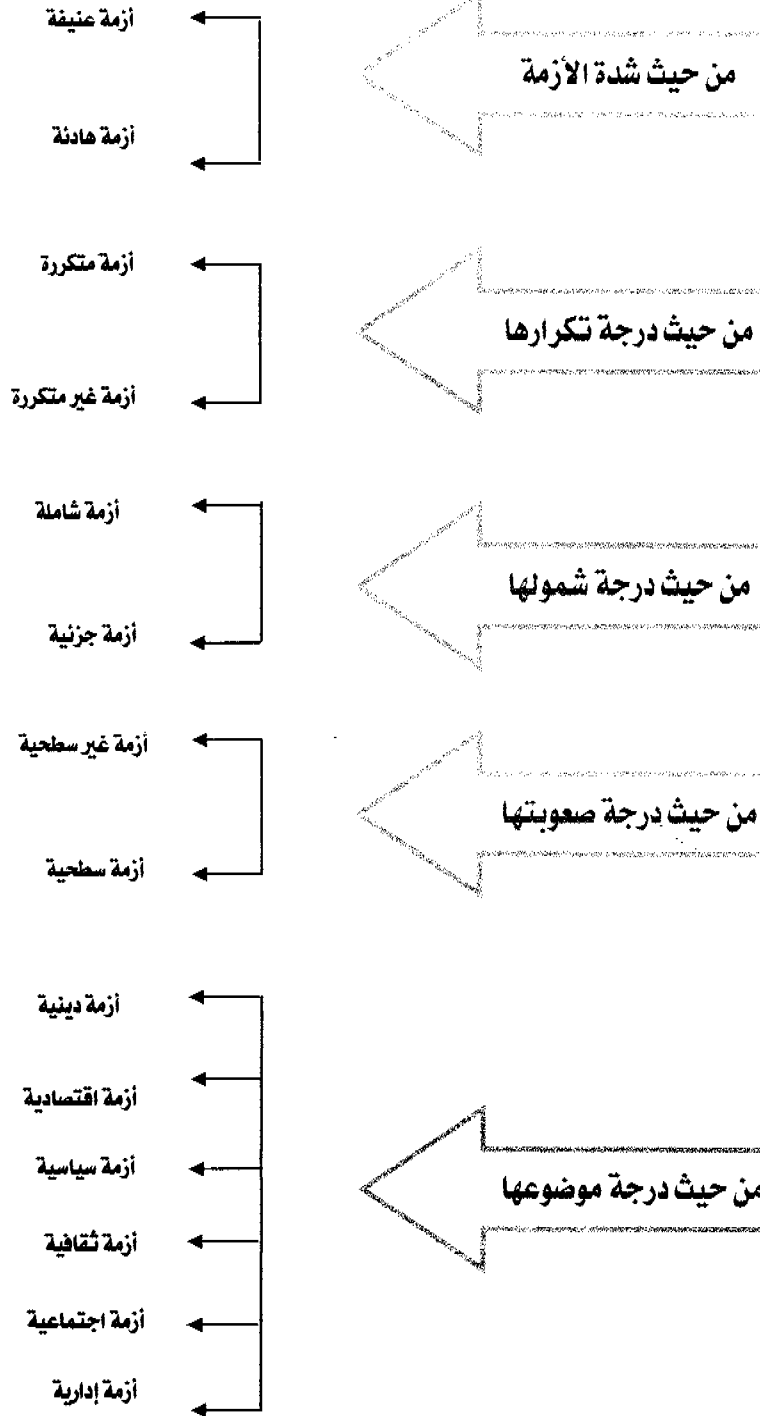 من حيث شدة الأزمة
أزمة عنيفة
أزمة هادئة
من حيث درجة تكرارها
أزمة متكررة
أزمة غير متكررة
من حيث درجة شمولها
أزمة شاملة
أزمة جزئية
من حيث درجة صعوبتها
أزمة غير سطحية
أزمة سطحية
من حيث درجة موضوعها
أزمة دينية
أزمة اقتصادية
أزمة سياسية
أزمة ثقافية
أزمة اجتماعية
أزمة إدارية